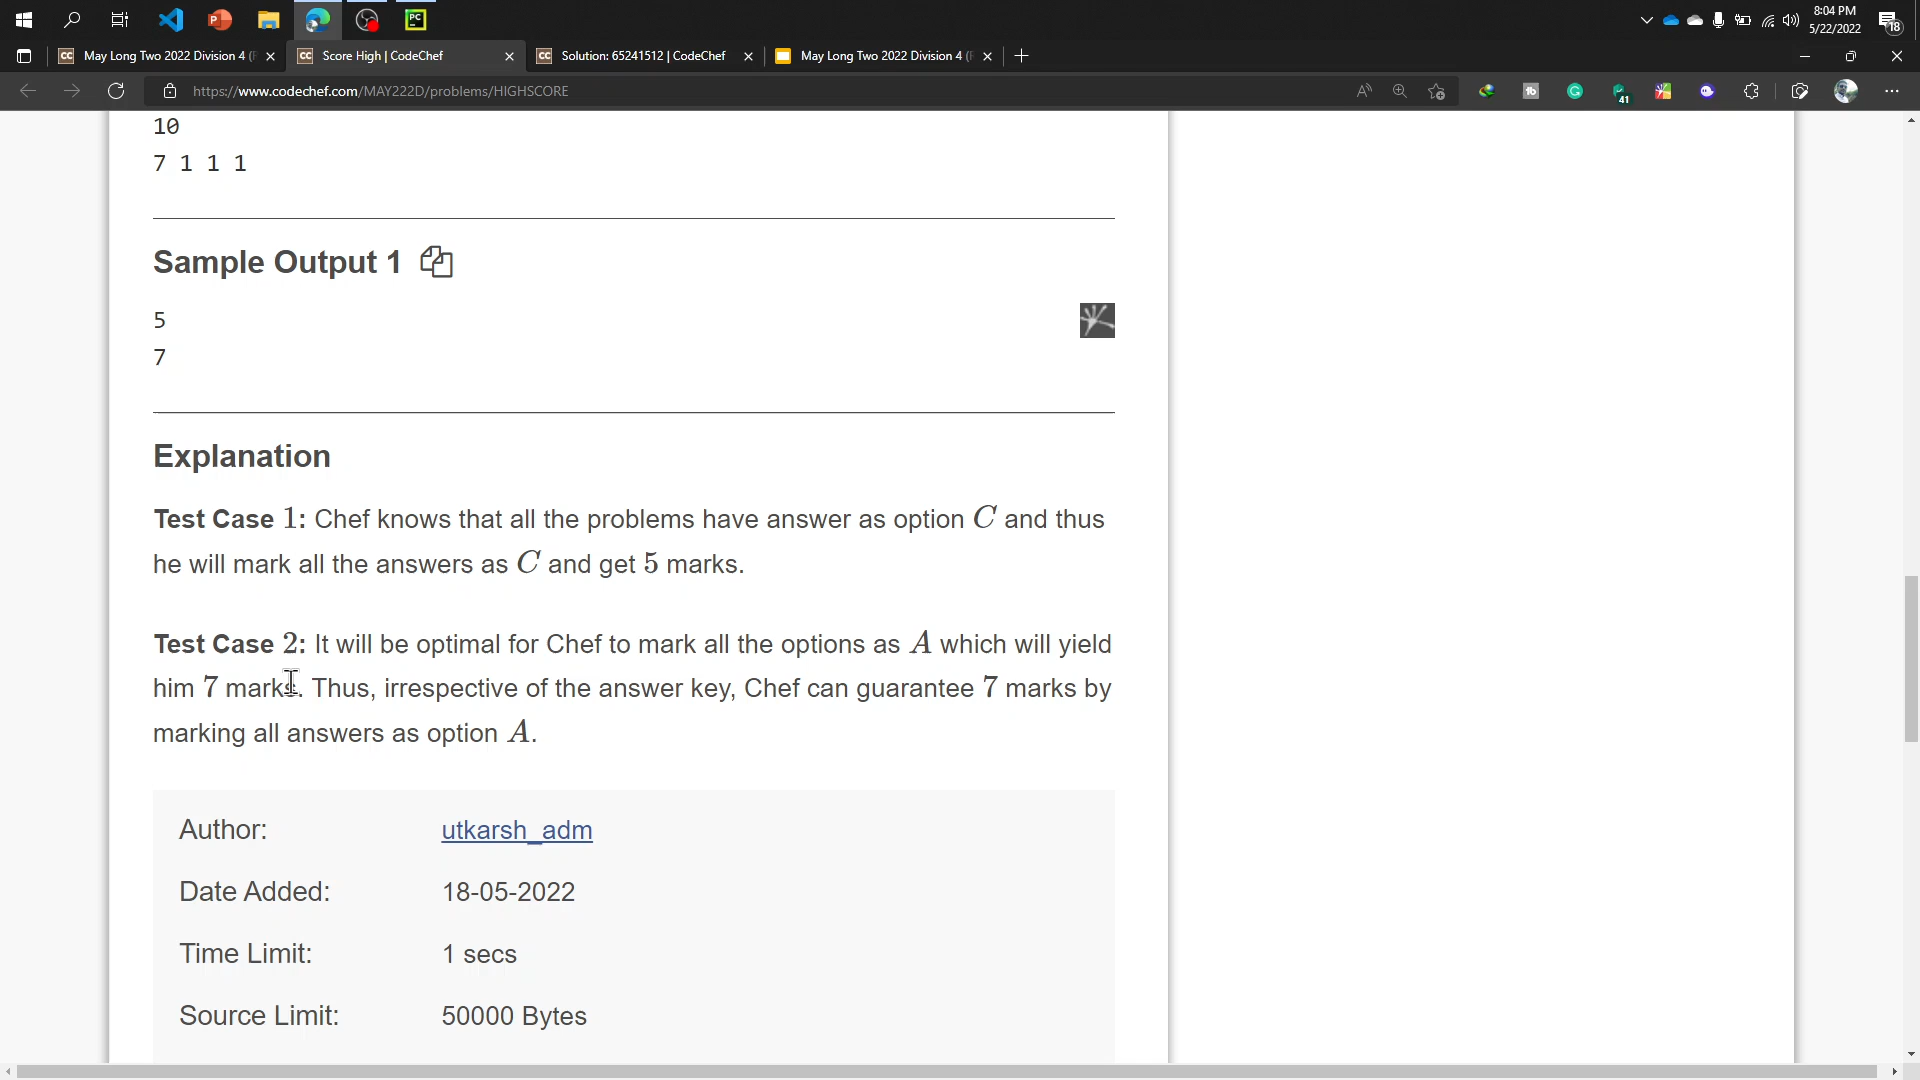 8:04 PM
5/22/2022
18
May Long Two 2022 Division 4 (
Score High | CodeChef
Solution: 65241512 | CodeChef
May Long Two 2022 Division 4 (
https://www.codechef.com/MAY222D/problems/HIGHSCORE
41
10
7 1 1 1
Sample Output 1
5
7
Explanation
Test Case 1: Chef knows that all the problems have answer as option C and thus
he will mark all the answers as C and get 5 marks.
Test Case 2: It will be optimal for Chef to mark all the options as A which will yield
him 7 marks. Thus, irrespective of the answer key, Chef can guarantee 7 marks by
marking all answers as option A.
Author: utkarsh_adm
Date Added: 18-05-2022
Time Limit: 1 secs
Source Limit: 50000 Bytes